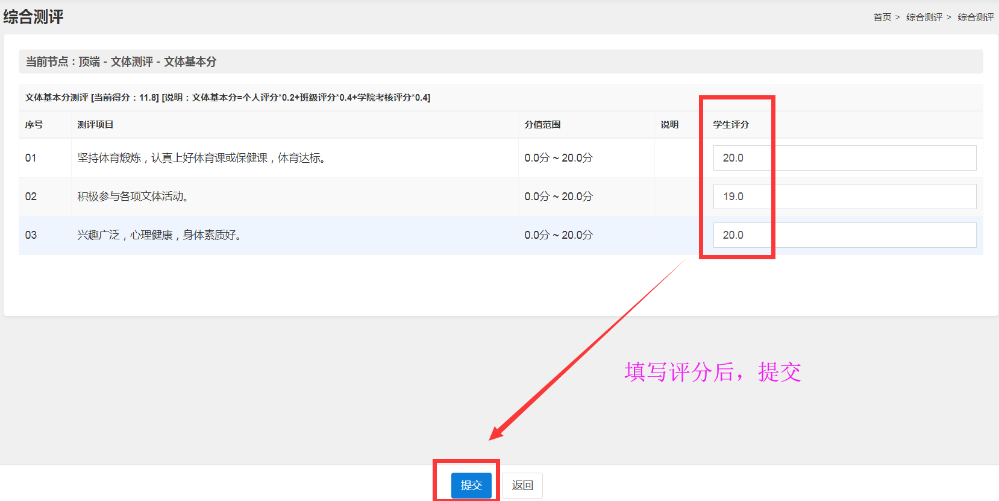 综合测评
首页 > 综合测评 > 综合测评
当前节点：顶端 - 文体测评 - 文体基本分
文体基本分测评 [当前得分：11.8] [说明：文体基本分=个人评分*0.2+班级评分*0.4+学院考核评分*0.4]
序号 测评项目 分值范围 说明 学生评分
01 坚持体育煅炼，认真上好体育课或保健课，体育达标。 0.0分 ~ 20.0分 20.0
02 积极参与各项文体活动。 0.0分 ~ 20.0分 19.0
03 兴趣广泛，心理健康，身体素质好。 0.0分 ~ 20.0分 20.0
填写评分后，提交
提交 返回